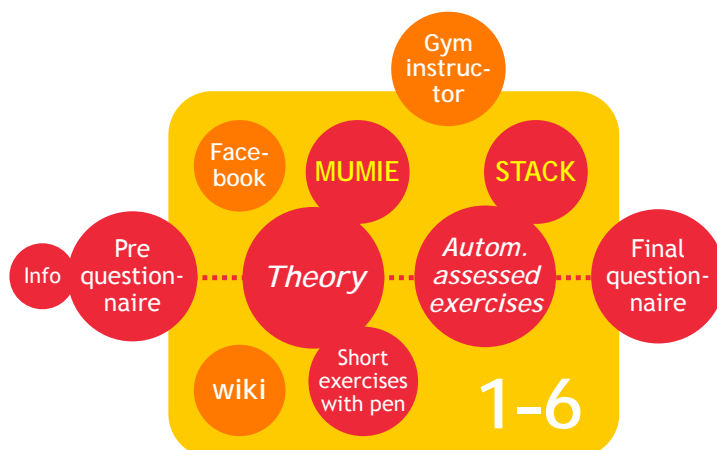 Gym
instruc-
tor
Face-
book
MUMIE
STACK
Info
Pre
question-
naire
Theory
Autom.
assessed
exercises
Final
question-
naire
wiki
Short
exercises
with pen
1–6